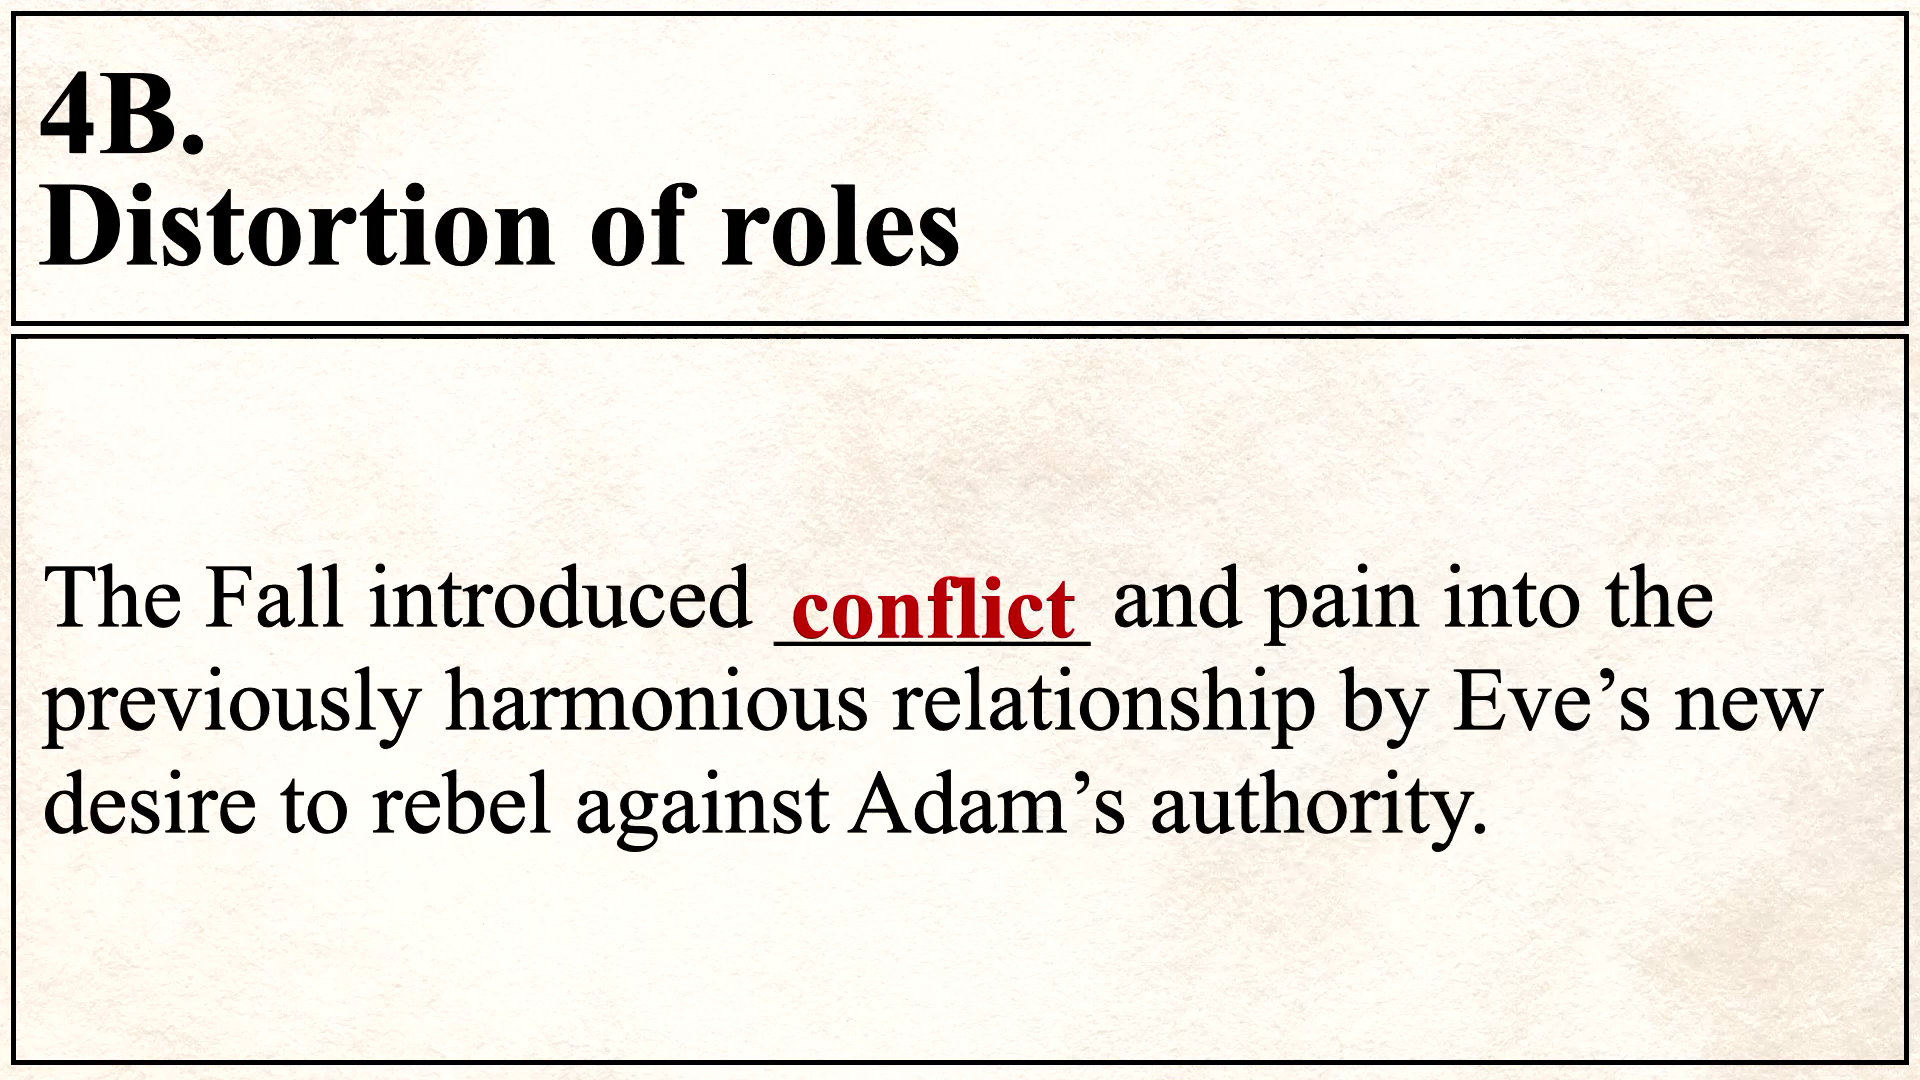 4B.
Distortion of roles
The Fall introduced conflict and pain into the
previously harmonious relationship by Eve’s new
desire to rebel against Adam’s authority.